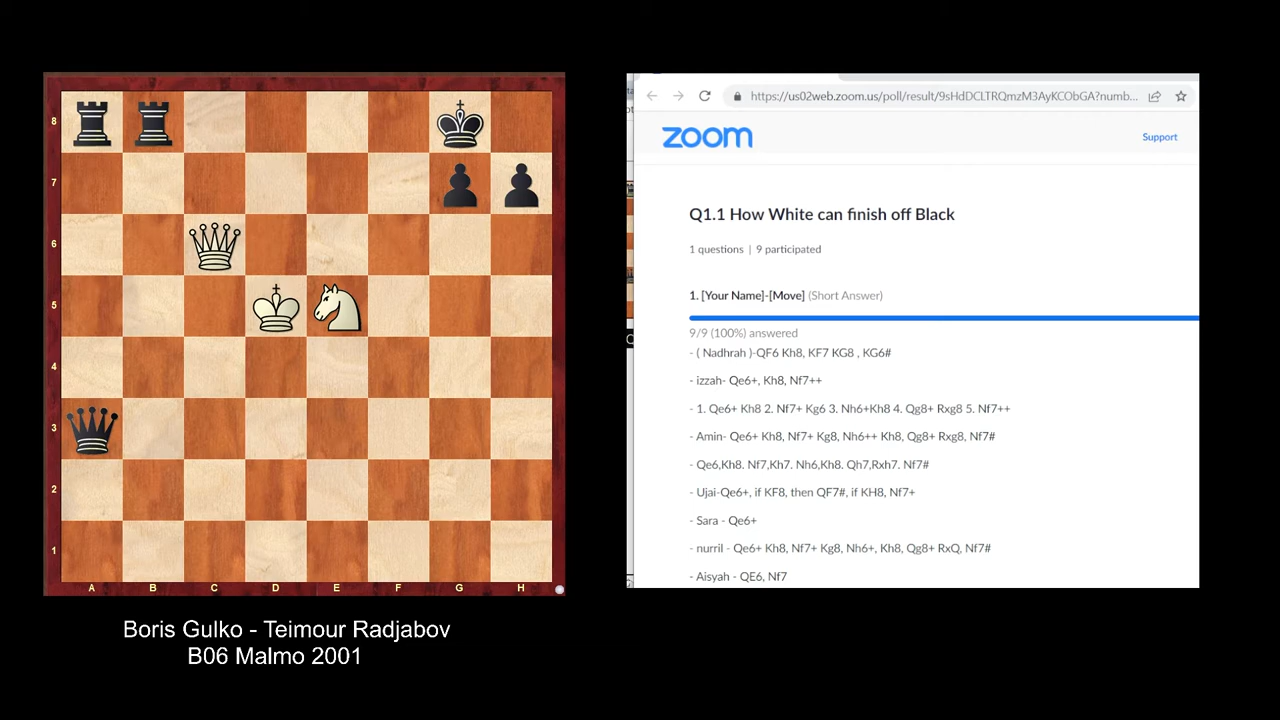 8
7
6
5
4
3
2
1
A B C D E F G H
Boris Gulko - Teimour Radjabov
B06 Malmo 2001
https://us02web.zoom.us/poll/result/9sHdDCLTRQmzM3AyKCObGA?numb...
zoom
Support
Q1.1 How White can finish off Black
1 questions | 9 participated
1. [Your Name]-[Move] (Short Answer)
9/9 (100%) answered
- ( Nadhrah )-QF6 Kh8, KF7 KG8 , KG6#
- izzah- Qe6+, Kh8, Nf7++
- 1. Qe6+ Kh8 2. Nf7+ Kg6 3. Nh6+Kh8 4. Qg8+ Rxg8 5. Nf7++
- Amin- Qe6+ Kh8, Nf7+ Kg8, Nh6++ Kh8, Qg8+ Rxg8, Nf7#
- Qe6,Kh8. Nf7,Kh7. Nh6,Kh8. Qh7,Rxh7. Nf7#
- Ujai-Qe6+, if KF8, then QF7#, if KH8, Nf7+
- Sara - Qe6+
- nurril - Qe6+ Kh8, Nf7+ Kg8, Nh6+, Kh8, Qg8+ RxQ, Nf7#
- Aisyah - QE6, Nf7